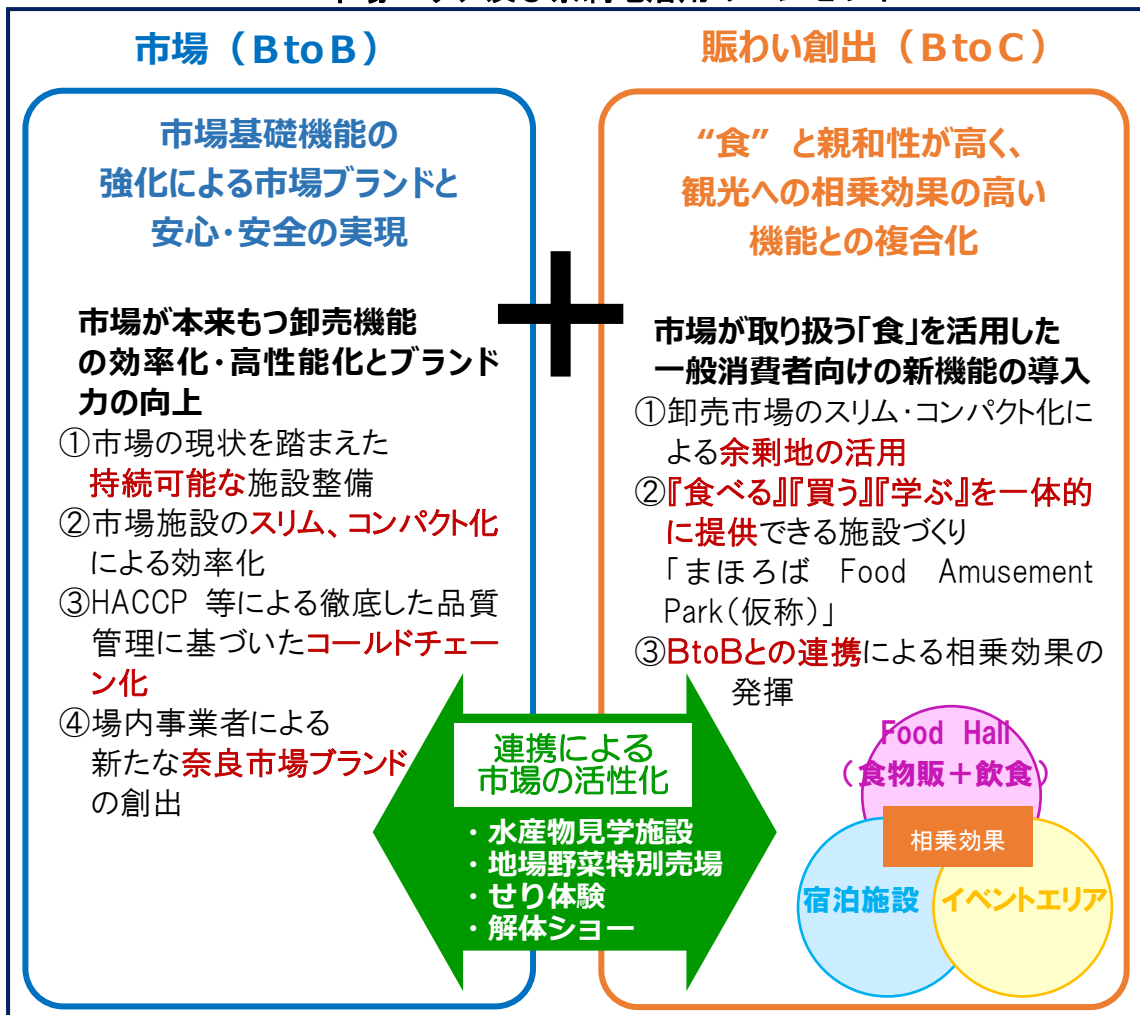 市場（BtoB）
市場基礎機能の
強化による市場ブランドと
安心・安全の実現
市場が本来もつ卸売機能
の効率化・高性能化とブランド
力の向上
①市場の現状を踏まえた
持続可能な施設整備
②市場施設のスリム、コンパクト化
による効率化
③HACCP 等による徹底した品質
管理に基づいたコールドチェー
ン化
④場内事業者による
新たな奈良市場ブランド
の創出
＋
賑わい創出（BtoC）
“食” と親和性が高く、
観光への相乗効果の高い
機能との複合化
市場が取り扱う「食」を活用した
一般消費者向けの新機能の導入
①卸売市場のスリム・コンパクト化に
よる余剰地の活用
②『食べる』『買う』『学ぶ』を一体的
に提供できる施設づくり
「まほろば Food Amusement
Park（仮称）」
③BtoBとの連携による相乗効果の
発揮
連携による
市場の活性化
・水産物見学施設
・地場野菜特別売場
・せり体験
・解体ショー
Food Hall
（食物販＋飲食）
相乗効果
宿泊施設
イベントエリア